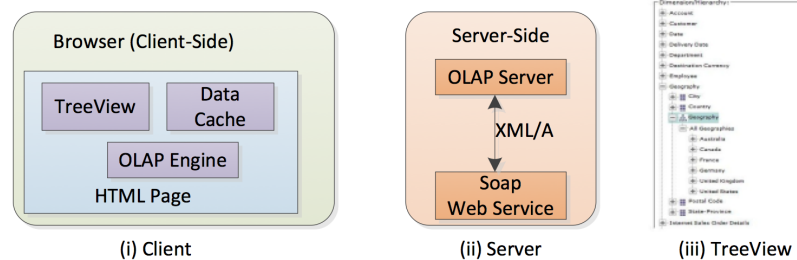 Browser (Client-Side)
TreeView
Data
Cache
OLAP Engine
HTML Page
(i) Client
Server-Side
OLAP Server
XML/A
Soap
Web Service
(ii) Server
Dimension/Hierarchy:
Account
Customer
Date
Delivery Date
Department
Destination Currency
Employee
Geography
City
Country
Geography
All Geographies
Australia
Canada
France
Germany
United Kingdom
United States
Postal Code
State-Province
Internet Sales Order Details
(iii) TreeView